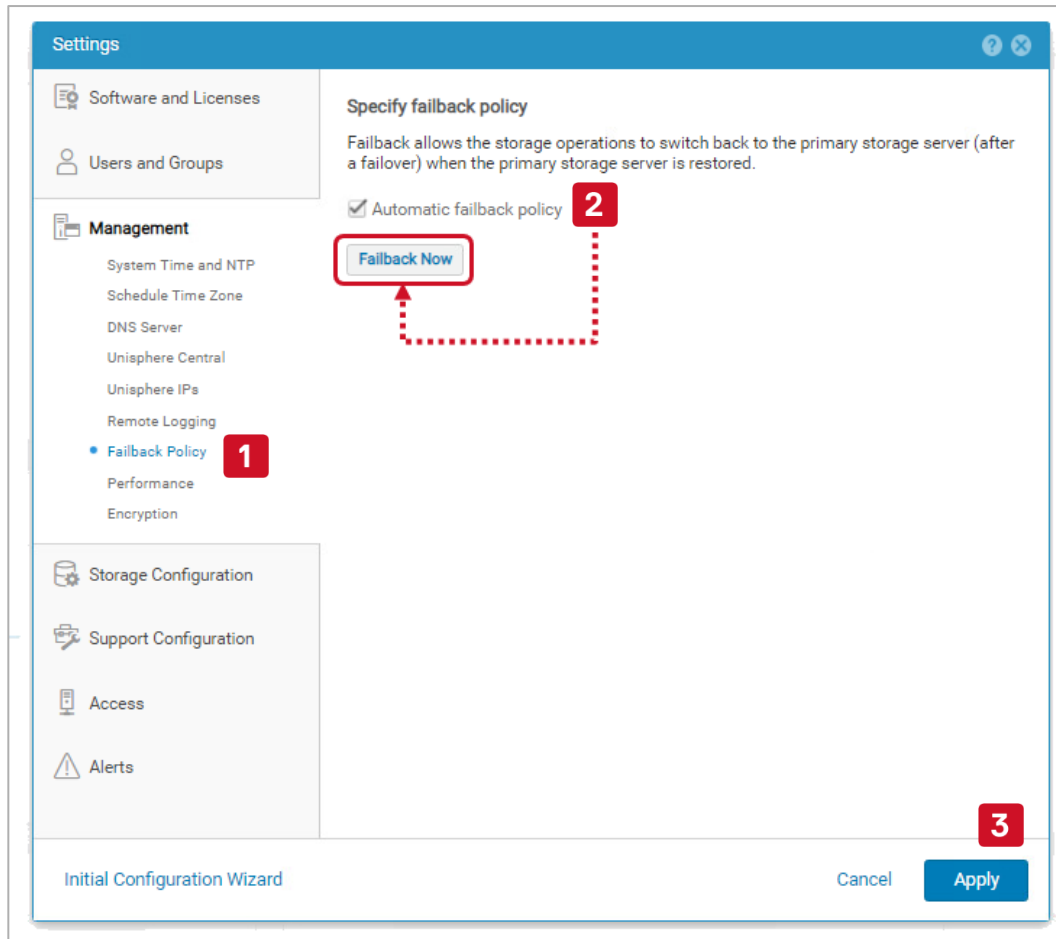 Settings
Software and Licenses
Users and Groups
Management
System Time and NTP
Schedule Time Zone
DNS Server
Unisphere Central
Unisphere IPs
Remote Logging
Failback Policy
1
Performance
Encryption
Storage Configuration
Support Configuration
Access
Alerts
Specify failback policy
Failback allows the storage operations to switch back to the primary storage server (after
a failover) when the primary storage server is restored.
Automatic failback policy
2
Failback Now
3
Initial Configuration Wizard
Cancel
Apply